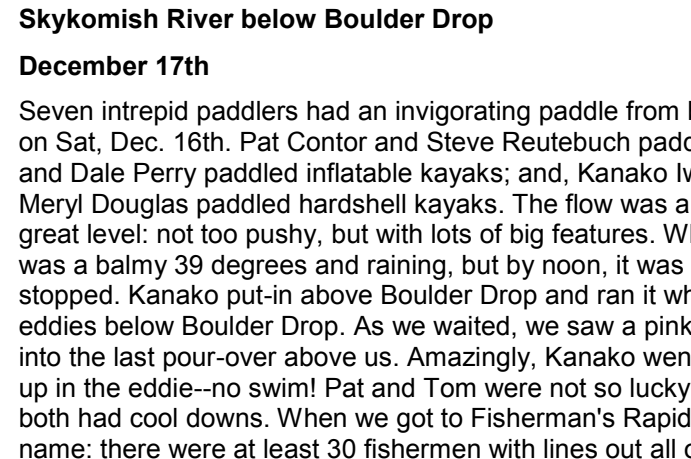 Skykomish River below Boulder Drop
December 17th
Seven intrepid paddlers had an invigorating paddle from
on Sat, Dec. 16th. Pat Contor and Steve Reutebuch
and Dale Perry paddled inflatable kayaks; and, Kanako
Meryl Douglas paddled hardshell kayaks. The flow was a
great level: not too pushy, but with lots of big features.
was a balmy 39 degrees and raining, but by noon, it was
stopped. Kanako put-in above Boulder Drop and ran it
eddies below Boulder Drop. As we waited, we saw a pink
into the last pour-over above us. Amazingly, Kanako
up in the eddie--no swim! Pat and Tom were not so lucky
both had cool downs. When we got to Fisherman's Rapid
name: there were at least 30 fishermen with lines out all